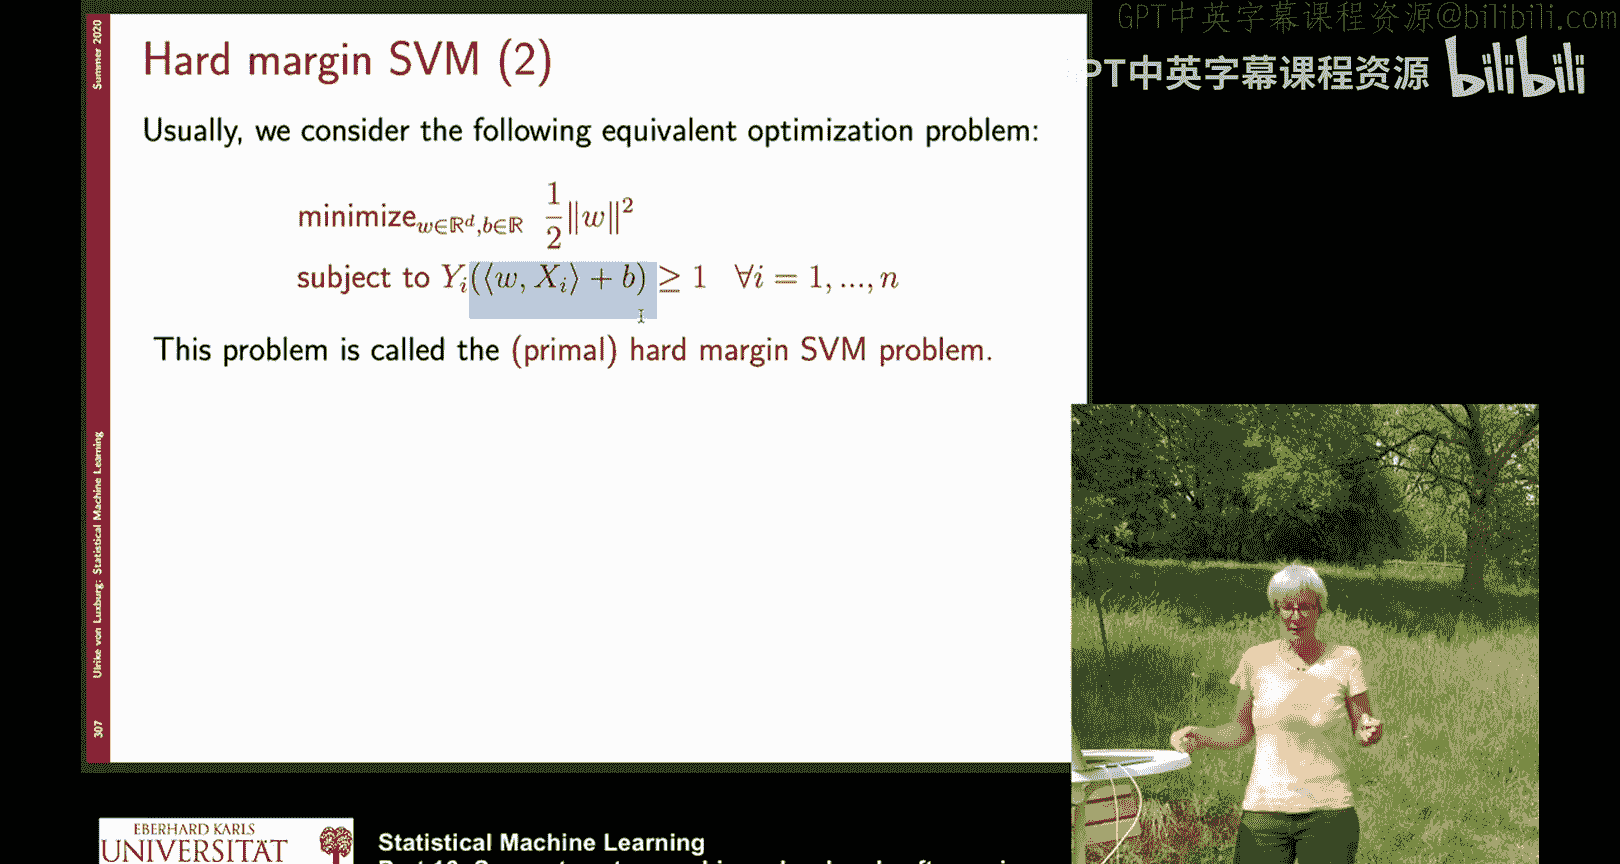 GPT中英字幕课程资源@bilibili.com
PT中英字幕课程资源 bilibili
Summer 2020
Hard margin SVM (2)
Usually, we consider the following equivalent optimization problem:
minimize_{w∈ℝ^d, b∈ℝ} 1/2 ‖w‖²
subject to Y_i(⟨w, X_i⟩ + b) ≥ 1 ∀i = 1, ..., n
This problem is called the (primal) hard margin SVM problem.
Ulrike von Luxburg: Statistical Machine Learning
307
EBERHARD KARLS
UNIVERSITÄT
Statistical Machine Learning